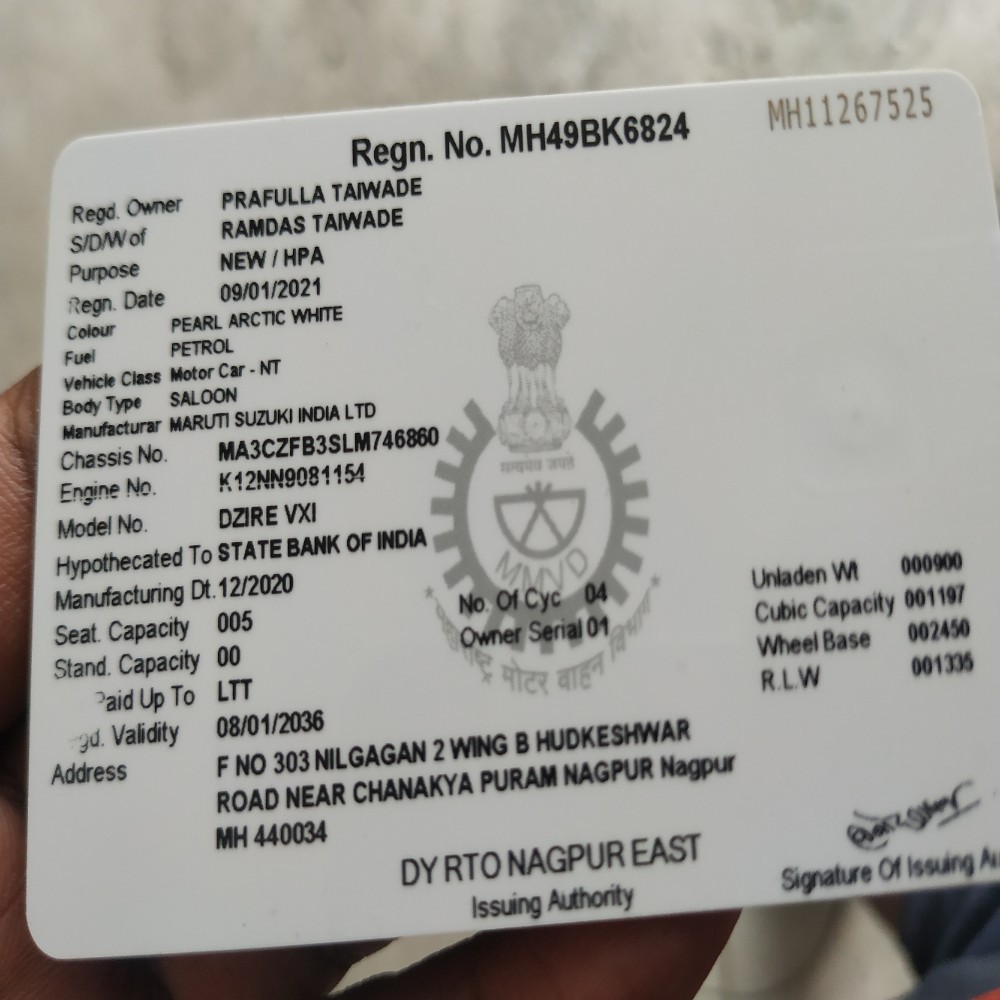 MH11267525
Regn. No. MH49BK6824
Regd. Owner PRAFULLA TAIWADE
S/D/W of RAMDAS TAIWADE
Purpose NEW / HPA
Regn. Date 09/01/2021
Colour PEARL ARCTIC WHITE
Fuel PETROL
Vehicle Class Motor Car - NT
Body Type SALOON
Manufacturar MARUTI SUZUKI INDIA LTD
Chassis No. MA3CZFB3SLM746860
Engine No. K12NN9081154
Model No. DZIRE VXI
Hypothecated To STATE BANK OF INDIA
Manufacturing Dt. 12/2020
Seat. Capacity 005
Stand. Capacity 00
Paid Up To LTT
gd. Validity 08/01/2036
No. Of Cyc 04
Owner Serial 01
Unladen Wt 000900
Cubic Capacity 001197
Wheel Base 002450
R.L.W 001335
सत्यमेव जयते
MMVD
मोटर वाहन विभाग
Address F NO 303 NILGAGAN 2 WING B HUDKESHWAR
ROAD NEAR CHANAKYA PURAM NAGPUR Nagpur
MH 440034
DY RTO NAGPUR EAST
Issuing Authority
Signature Of Issuing Au